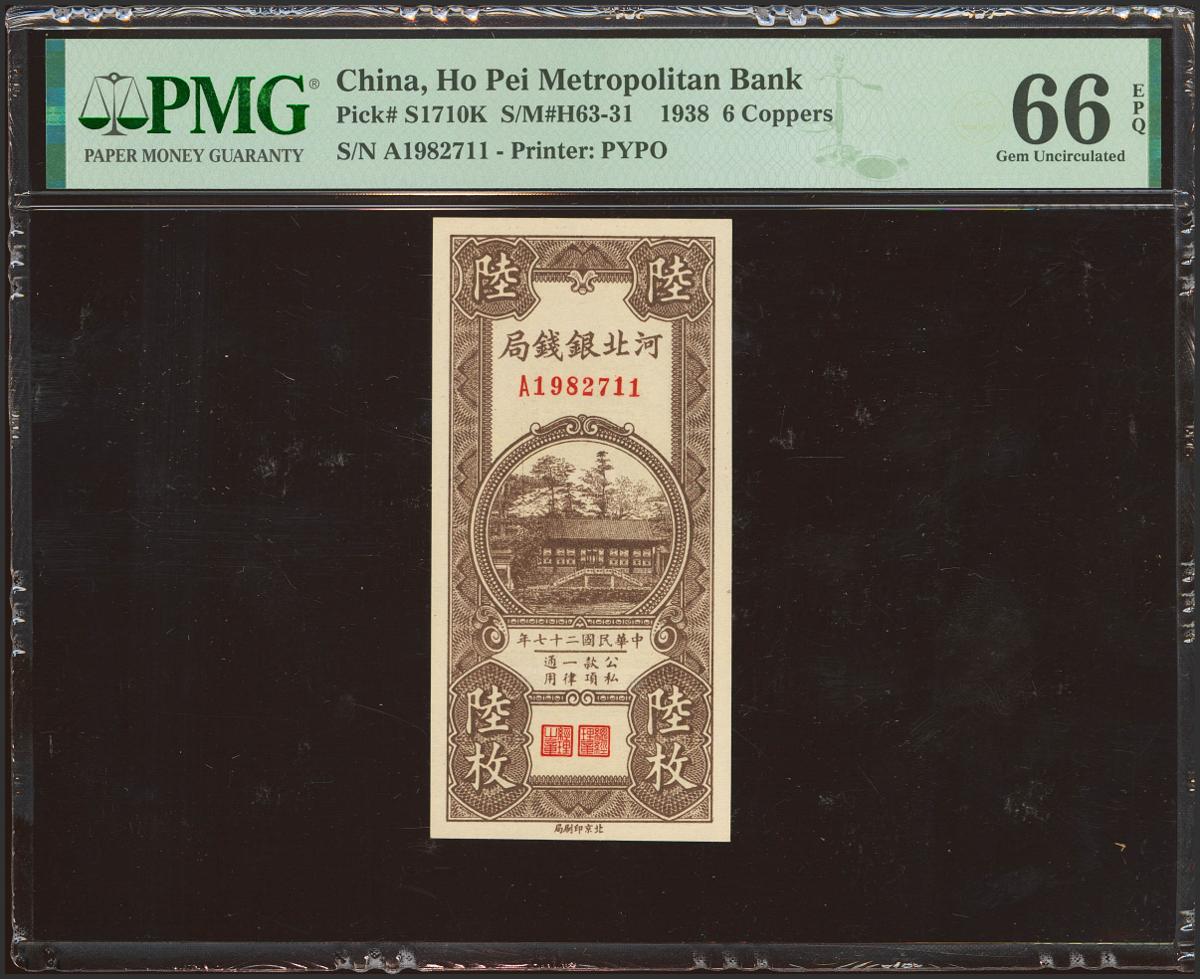 PMG®
PAPER MONEY GUARANTY
China, Ho Pei Metropolitan Bank
Pick# S1710K S/M#H63-31 1938 6 Coppers
S/N A1982711 - Printer: PYPO
66 EPQ
Gem Uncirculated
陸 陸
局錢銀北河
A1982711
年七十二國民華中
通一款公
用律項私
陸枚 陸枚
局刷印京北